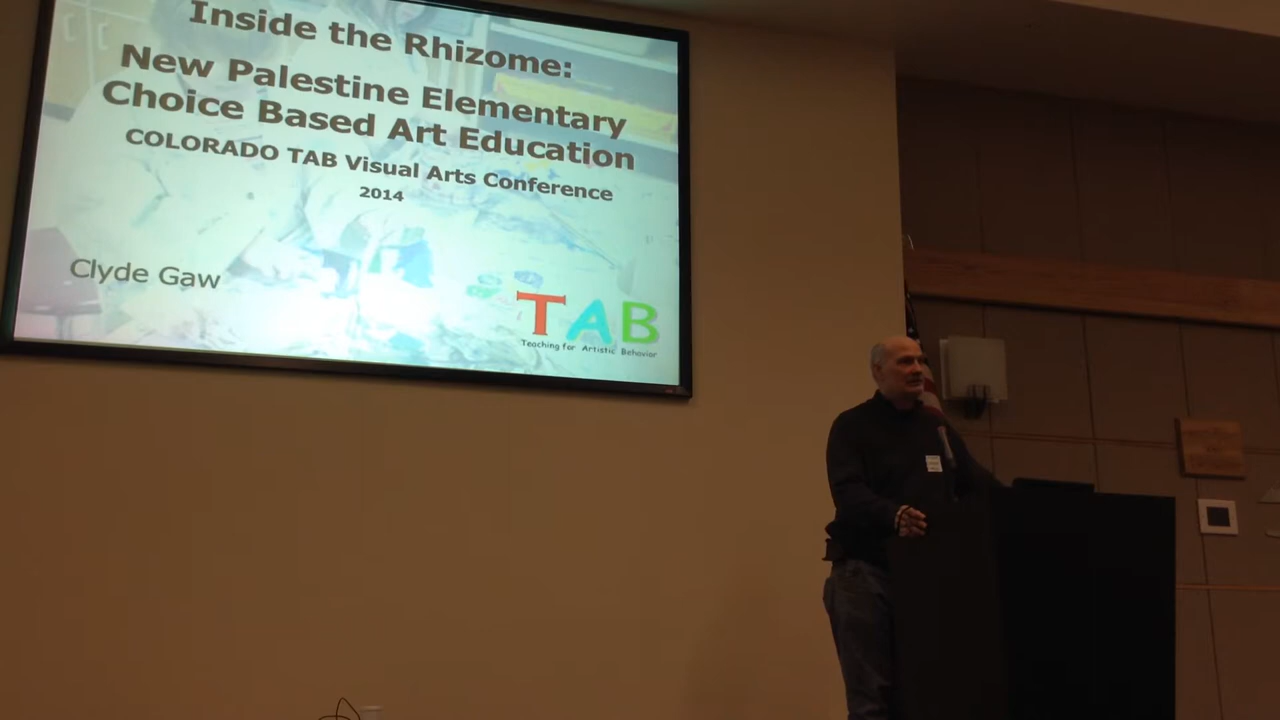 Inside the Rhizome:
New Palestine Elementary
Choice Based Art Education
COLORADO TAB Visual Arts Conference
2014
Clyde Gaw
TAB
Teaching for Artistic Behavior